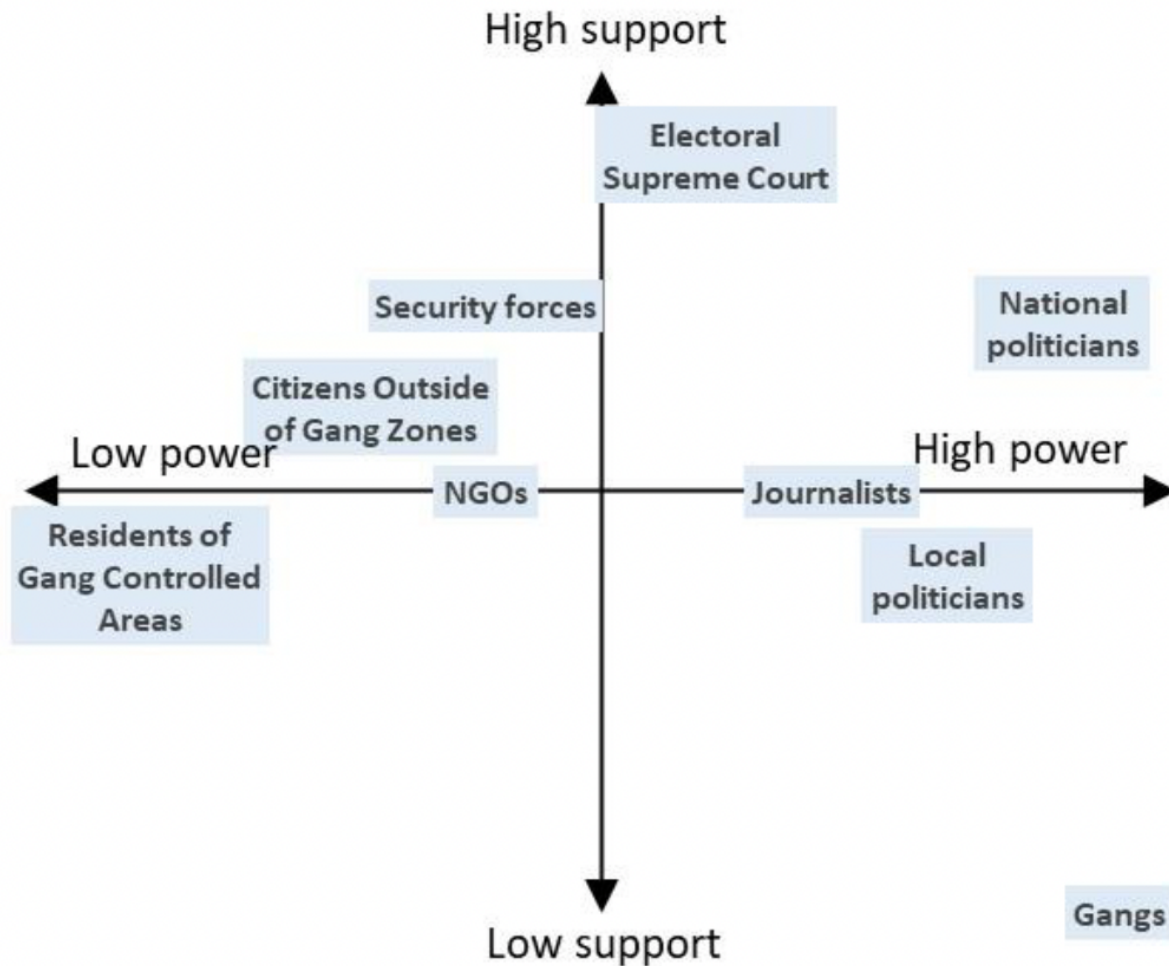 High support
Electoral
Supreme Court
Security forces
National
politicians
Citizens Outside
of Gang Zones
Low power
High power
NGOs
Journalists
Residents of
Gang Controlled
Areas
Local
politicians
Gangs
Low support